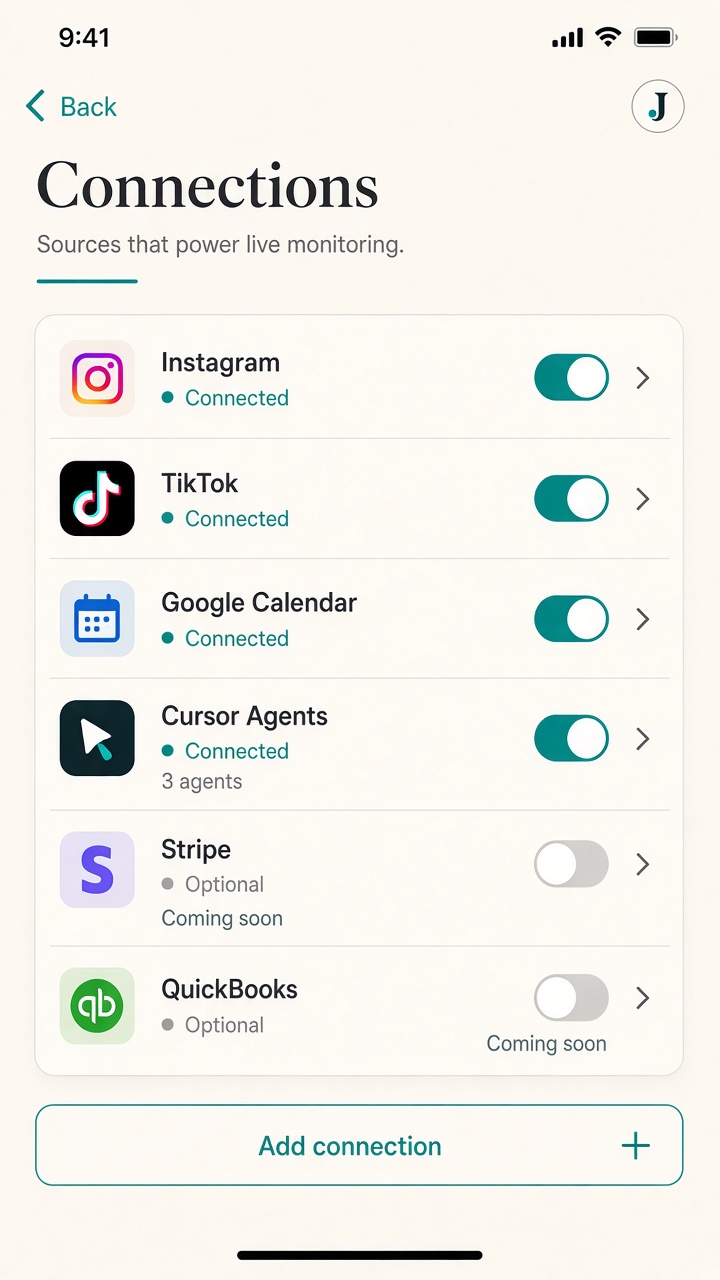 9:41
Back
J
Connections
Sources that power live monitoring.
Instagram
Connected
TikTok
Connected
Google Calendar
Connected
Cursor Agents
Connected
3 agents
S
Stripe
Optional
Coming soon
qb
QuickBooks
Optional
Coming soon
Add connection